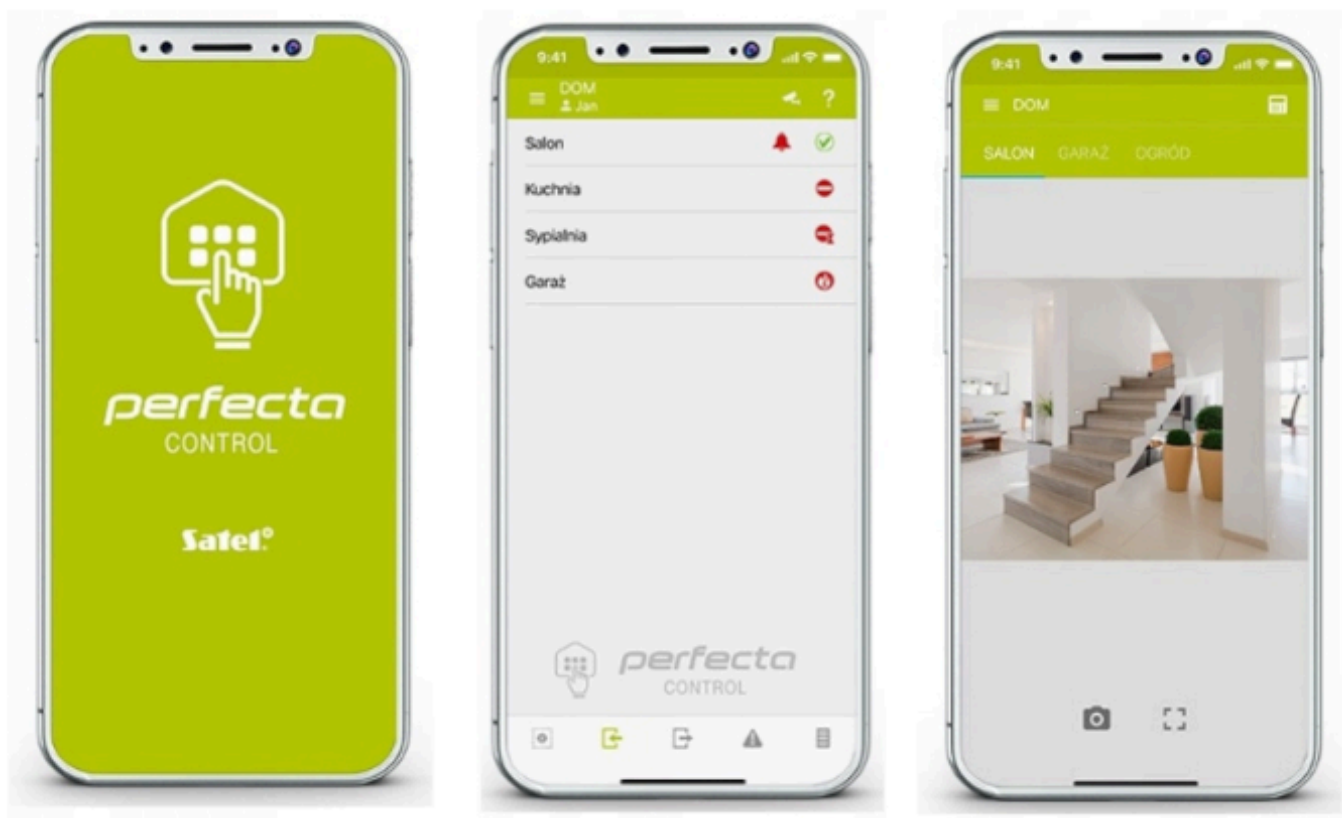 perfecta
CONTROL
Satel®
9:41
DOM
Jan
?
Salon
Kuchnia
Sypialnia
Garaż
perfecta
CONTROL
9:41
DOM
SALON GARAŻ OGRÓD